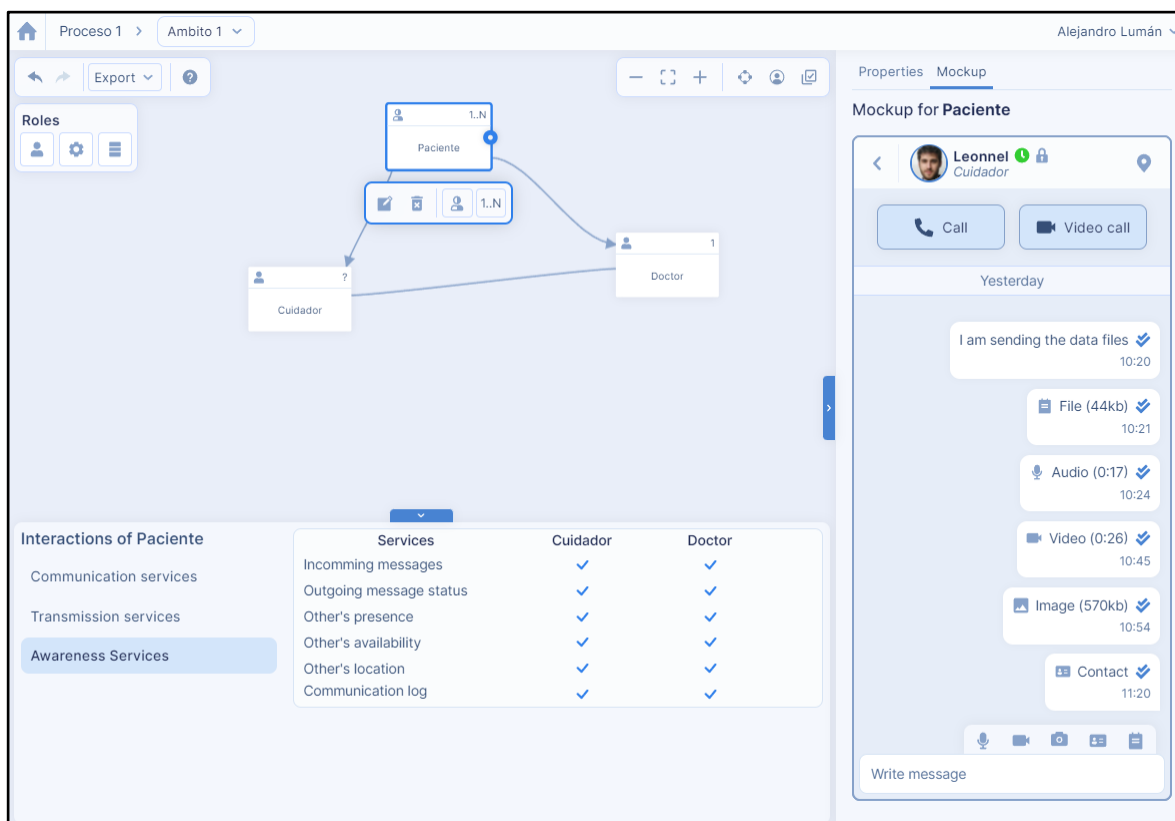 Proceso 1 > Ambito 1
Alejandro Lumán
Export
Roles
1..N
Paciente
1..N
?
Cuidador
1
Doctor
Properties Mockup
Mockup for Paciente
Leonnel
Cuidador
Call Video call
Yesterday
I am sending the data files
10:20
File (44kb)
10:21
Audio (0:17)
10:24
Video (0:26)
10:45
Image (570kb)
10:54
Contact
11:20
Write message
Interactions of Paciente
Communication services
Transmission services
Awareness Services
Services Cuidador Doctor
Incomming messages
Outgoing message status
Other's presence
Other's availability
Other's location
Communication log